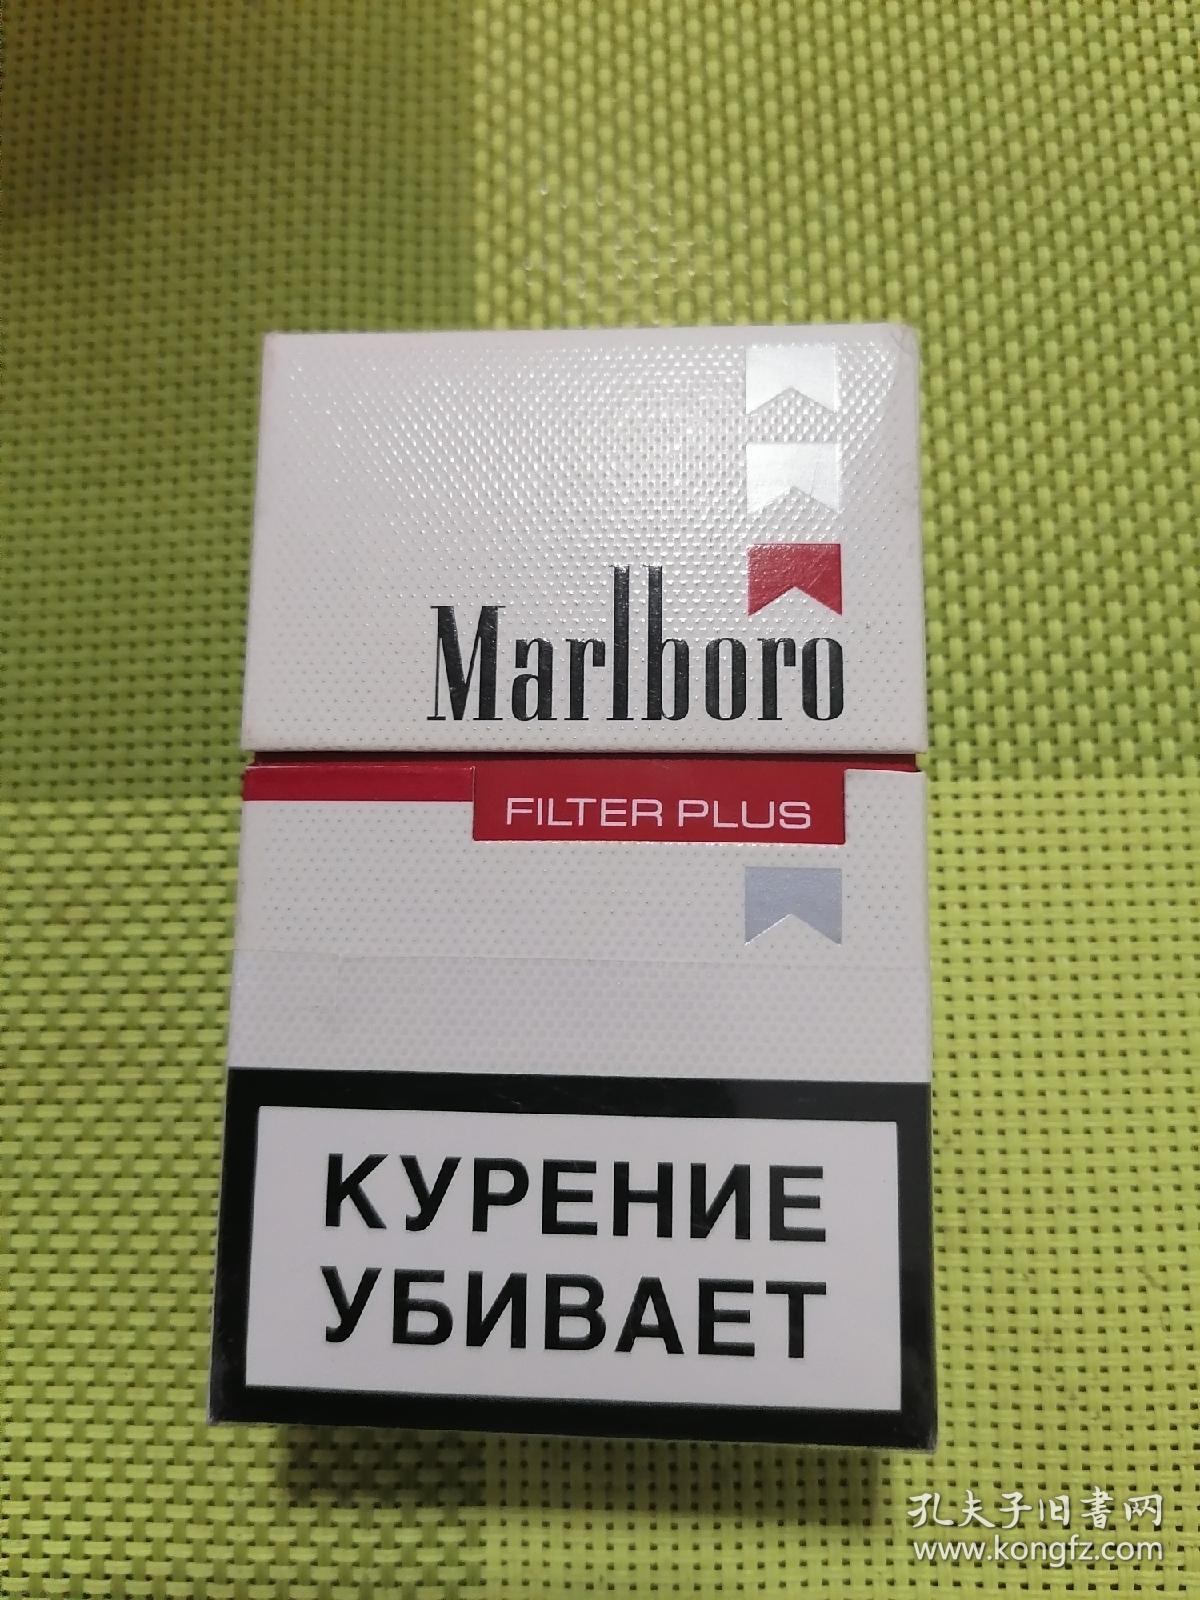 Marlboro
FILTER PLUS
КУРЕНИЕ
УБИВАЕТ
孔夫子旧书网
www.kongfz.com